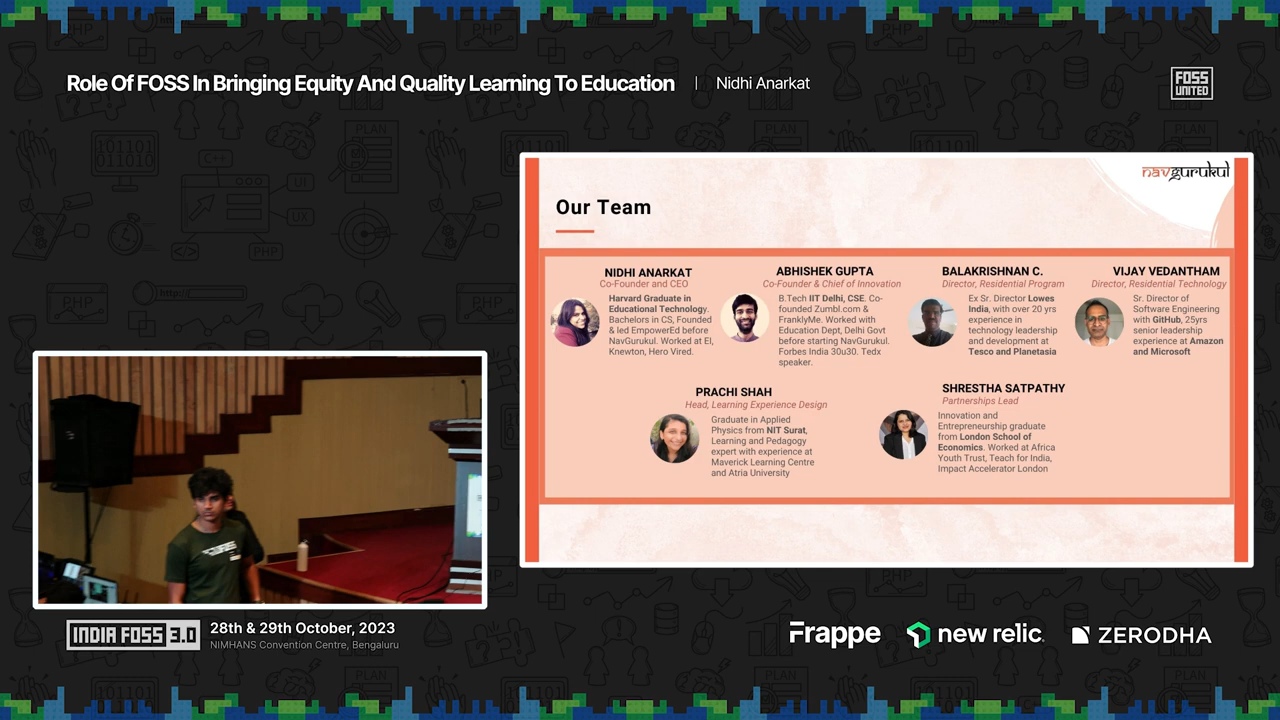 Role Of FOSS In Bringing Equity And Quality Learning To Education | Nidhi Anarkat
FOSS
UNITED
navgurukul
Our Team
NIDHI ANARKAT
Co-Founder and CEO
Harvard Graduate in
Educational Technology.
Bachelors in CS, Founded
& led EmpowerEd before
NavGurukul. Worked at EI,
Knewton, Hero Vired.
ABHISHEK GUPTA
Co-Founder & Chief of Innovation
B.Tech IIT Delhi, CSE. Co-
founded Zumbl.com &
FranklyMe. Worked with
Education Dept, Delhi Govt
before starting NavGurukul.
Forbes India 30u30. Tedx
speaker.
BALAKRISHNAN C.
Director, Residential Program
Ex Sr. Director Lowes
India, with over 20 yrs
experience in
technology leadership
and development at
Tesco and Planetasia
VIJAY VEDANTHAM
Director, Residential Technology
Sr. Director of
Software Engineering
with GitHub, 25yrs
senior leadership
experience at Amazon
and Microsoft
PRACHI SHAH
Head, Learning Experience Design
Graduate in Applied
Physics from NIT Surat,
Learning and Pedagogy
expert with experience at
Maverick Learning Centre
and Atria University
SHRESTHA SATPATHY
Partnerships Lead
Innovation and
Entrepreneurship graduate
from London School of
Economics. Worked at Africa
Youth Trust, Teach for India,
Impact Accelerator London
INDIA FOSS 3.0
28th & 29th October, 2023
NIMHANS Convention Centre, Bengaluru
Frappe
new relic
ZERODHA